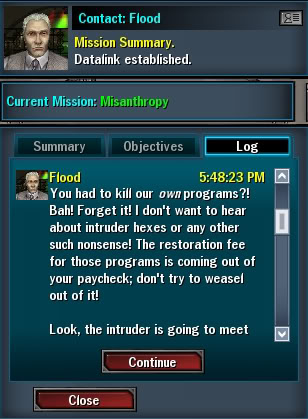 Contact: Flood
Mission Summary.
Datalink established.
Current Mission: Misanthropy
Summary
Objectives
Log
Flood
5:48:23 PM
You had to kill our own programs?!
Bah! Forget it! I don't want to hear
about intruder hexes or any other
such nonsense! The restoration fee
for those programs is coming out of
your paycheck; don't try to weasel
out of it!
Look, the intruder is going to meet
Continue
Close